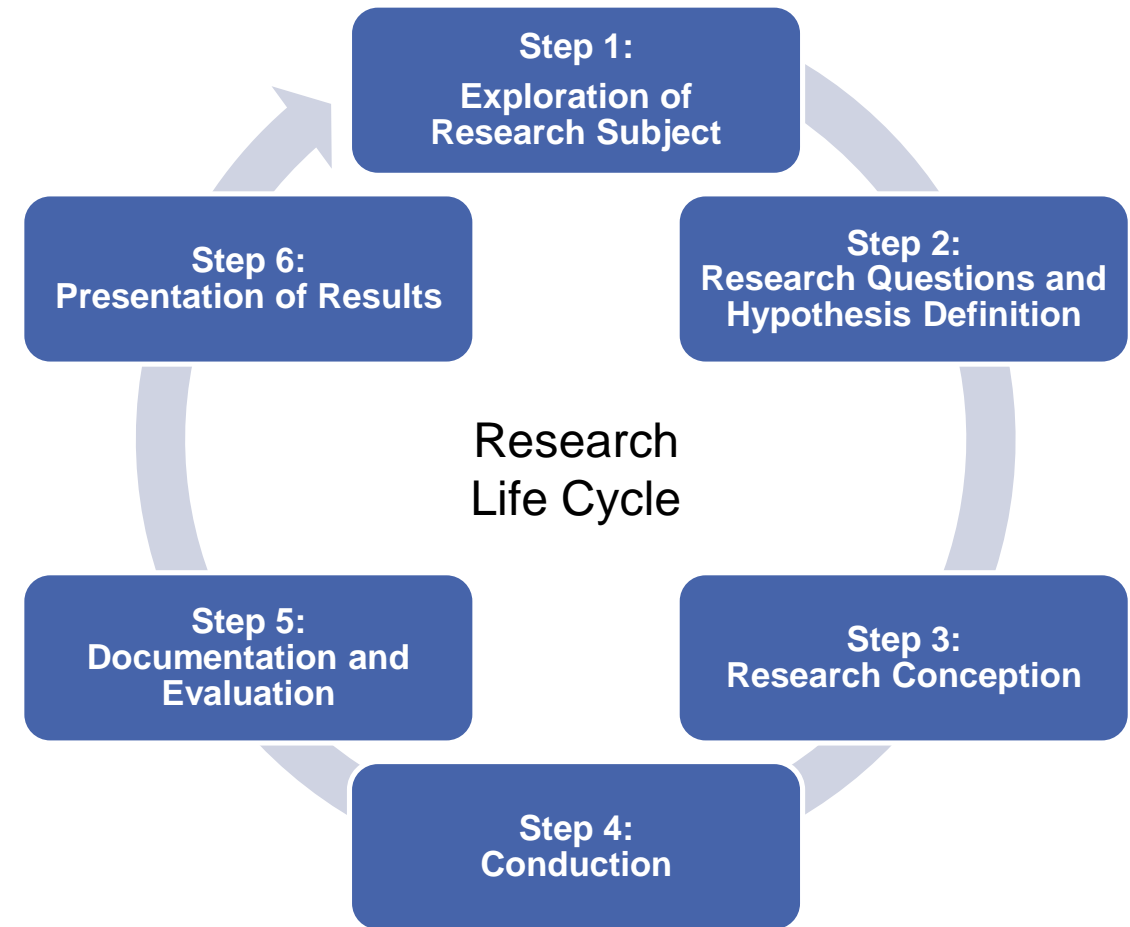 Step 1:
Exploration of
Research Subject
Step 2:
Research Questions and
Hypothesis Definition
Step 3:
Research Conception
Step 4:
Conduction
Step 5:
Documentation and
Evaluation
Step 6:
Presentation of Results
Research
Life Cycle